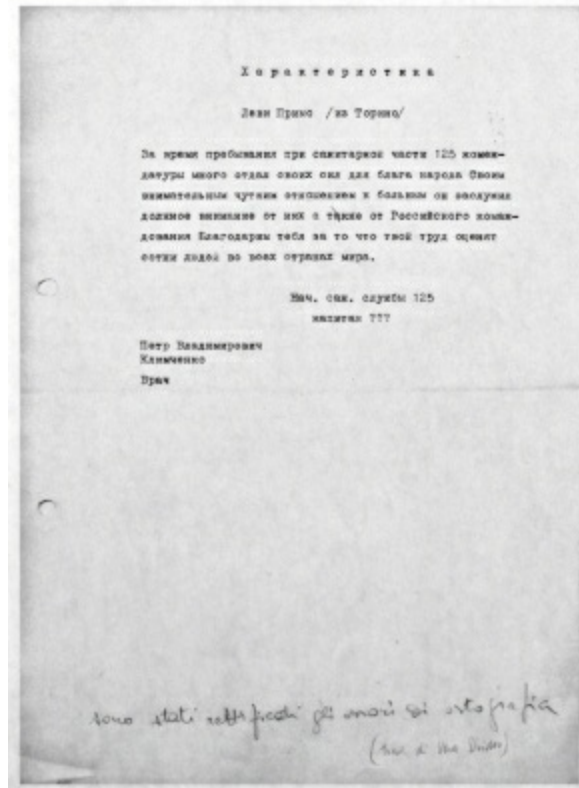 Характеристика
Леви Примо /из Торино/
За время пребывания при санитарной части 125 комен-
датуры много отдал своих сил для блага народа Своим
внимательным чутким отношением к больным он заслужил
должное внимание от них а также от Российского коман-
дования Благодарим тебя за то что твой труд оценят
сотни людей во всех странах мира.
Нач. сан. службы 125
капитан ???
Петр Владимирович
Климченко
Врач
sono stati rettificati gli errori di ortografia